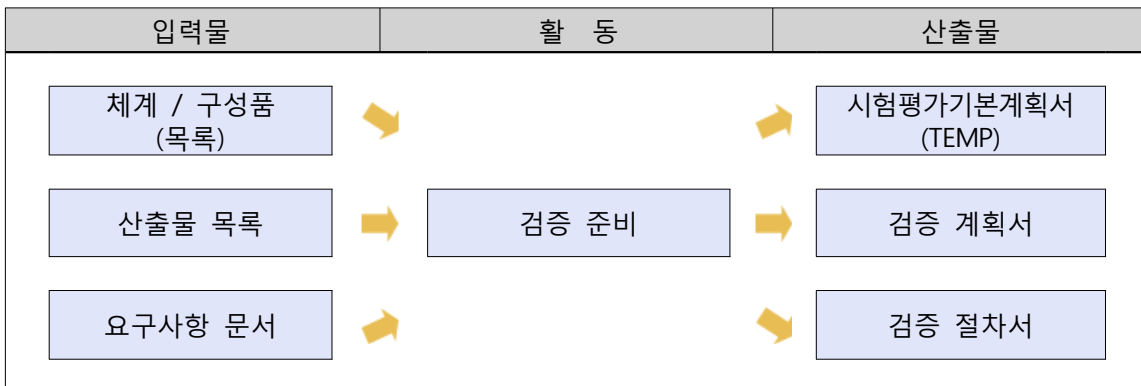 입력물 활 동 산출물
체계 / 구성품
(목록)
시험평가기본계획서
(TEMP)
산출물 목록
검증 준비
검증 계획서
요구사항 문서
검증 절차서